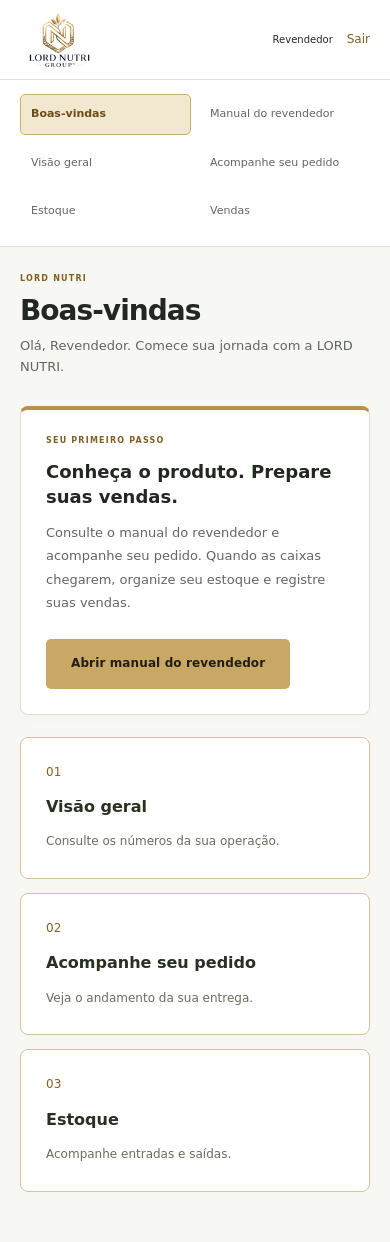 LORD NUTRI
GROUP
Revendedor
Sair
Boas-vindas
Manual do revendedor
Visão geral
Acompanhe seu pedido
Estoque
Vendas
LORD NUTRI
Boas-vindas
Olá, Revendedor. Comece sua jornada com a LORD
NUTRI.
SEU PRIMEIRO PASSO
Conheça o produto. Prepare
suas vendas.
Consulte o manual do revendedor e
acompanhe seu pedido. Quando as caixas
chegarem, organize seu estoque e registre
suas vendas.
Abrir manual do revendedor
01
Visão geral
Consulte os números da sua operação.
02
Acompanhe seu pedido
Veja o andamento da sua entrega.
03
Estoque
Acompanhe entradas e saídas.